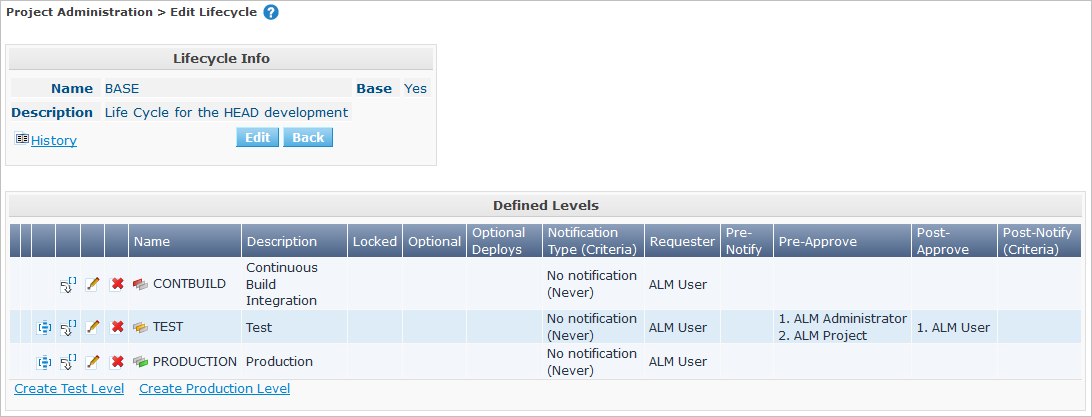 Project Administration > Edit Lifecycle ?
Lifecycle Info
Name BASE Base Yes
Description Life Cycle for the HEAD development
History Edit Back
Defined Levels
Name Description Locked Optional Optional Deploys Notification Type (Criteria) Requester Pre-Notify Pre-Approve Post-Approve Post-Notify (Criteria)
CONTBUILD Continuous Build Integration No notification (Never) ALM User
TEST Test No notification (Never) ALM User 1. ALM Administrator 2. ALM Project 1. ALM User
PRODUCTION Production No notification (Never) ALM User
Create Test Level Create Production Level